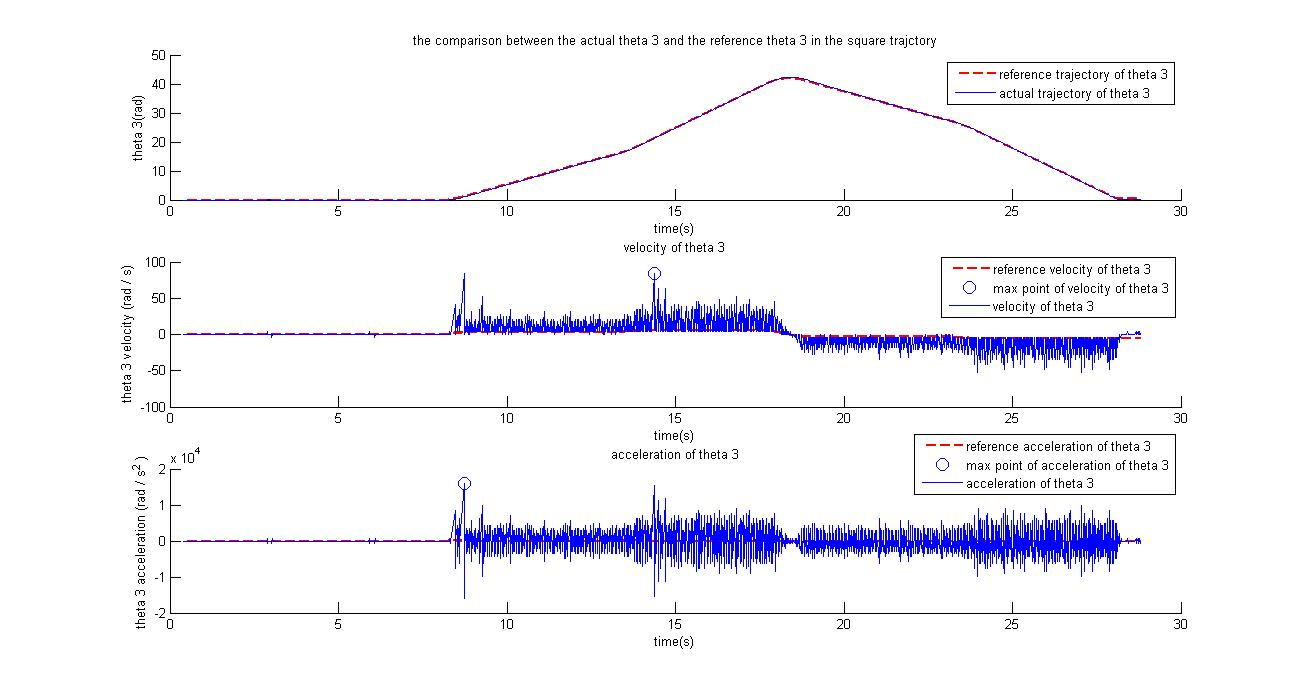 the comparison between the actual theta 3 and the reference theta 3 in the square trajctory
50
40
30
20
10
0
theta 3(rad)
reference trajectory of theta 3
actual trajectory of theta 3
0 5 10 15 20 25 30
time(s)
velocity of theta 3
100
50
0
-50
-100
theta 3 velocity (rad / s)
reference velocity of theta 3
max point of velocity of theta 3
velocity of theta 3
0 5 10 15 20 25 30
time(s)
acceleration of theta 3
x 10^4
2
1
0
-1
-2
theta 3 acceleration (rad / s^2 )
reference acceleration of theta 3
max point of acceleration of theta 3
acceleration of theta 3
0 5 10 15 20 25 30
time(s)